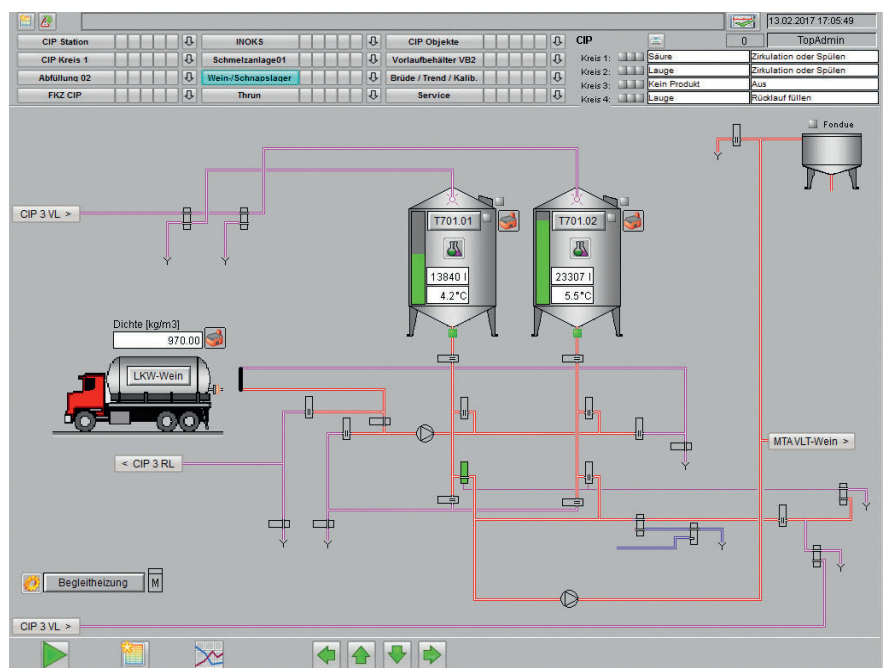 13.02.2017 17:05:49
CIP Station
INOKS
CIP Objekte
CIP
0
TopAdmin
CIP Kreis 1
Schmelzanlage01
Vorlaufbehälter VB2
Kreis 1:
Säure
Zirkulation oder Spülen
Abfüllung 02
Wein-/Schnapslager
Brüde / Trend / Kalib.
Kreis 2:
Lauge
Zirkulation oder Spülen
Kreis 3:
Kein Produkt
Aus
FKZ CIP
Thrun
Service
Kreis 4:
Lauge
Rücklauf füllen
Fondue
CIP 3 VL >
T701.01
T701.02
13840 l
23307 l
4.2°C
5.5°C
Dichte [kg/m3]
970.00
LKW-Wein
MTAVLT-Wein >
< CIP 3 RL
Begleitheizung
M
CIP 3 VL >